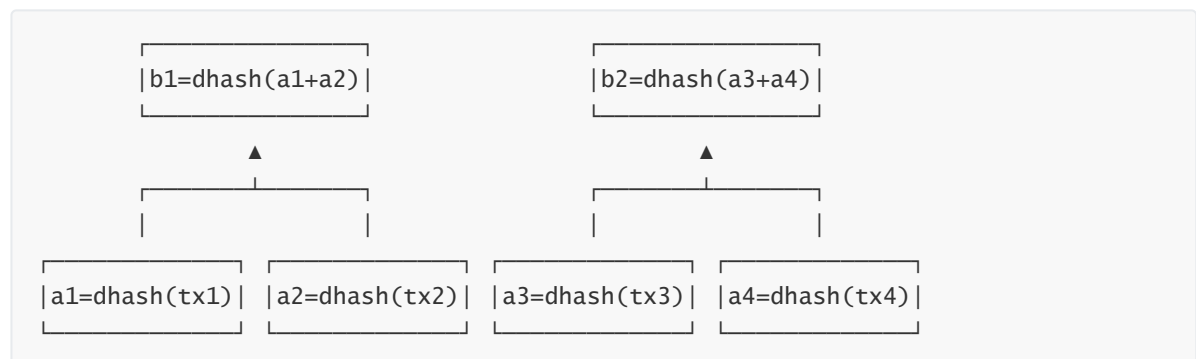 |b1=dhash(a1+a2)| |b2=dhash(a3+a4)|
|a1=dhash(tx1)| |a2=dhash(tx2)| |a3=dhash(tx3)| |a4=dhash(tx4)|